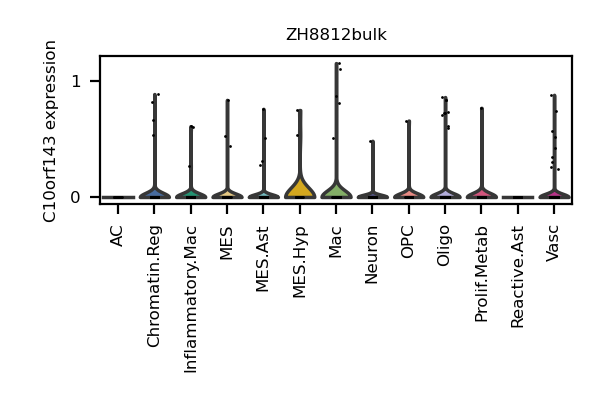 ZH8812bulk
C10orf143 expression
1
0
AC
Chromatin.Reg
Inflammatory.Mac
MES
MES.Ast
MES.Hyp
Mac
Neuron
OPC
Oligo
Prolif.Metab
Reactive.Ast
Vasc